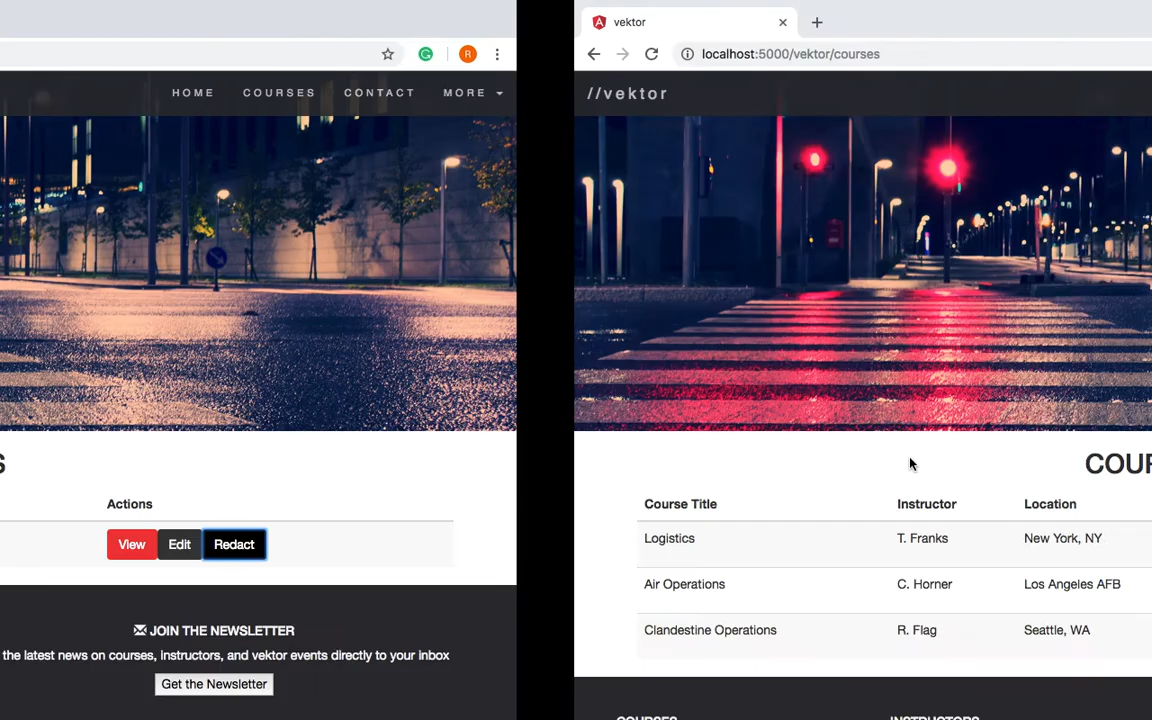 HOME COURSES CONTACT MORE
S
Actions
View Edit Redact
JOIN THE NEWSLETTER
the latest news on courses, instructors, and vektor events directly to your inbox
Get the Newsletter
vektor
localhost:5000/vektor/courses
//vektor
COUR
Course Title Instructor Location
Logistics T. Franks New York, NY
Air Operations C. Horner Los Angeles AFB
Clandestine Operations R. Flag Seattle, WA
COURSES INSTRUCTORS